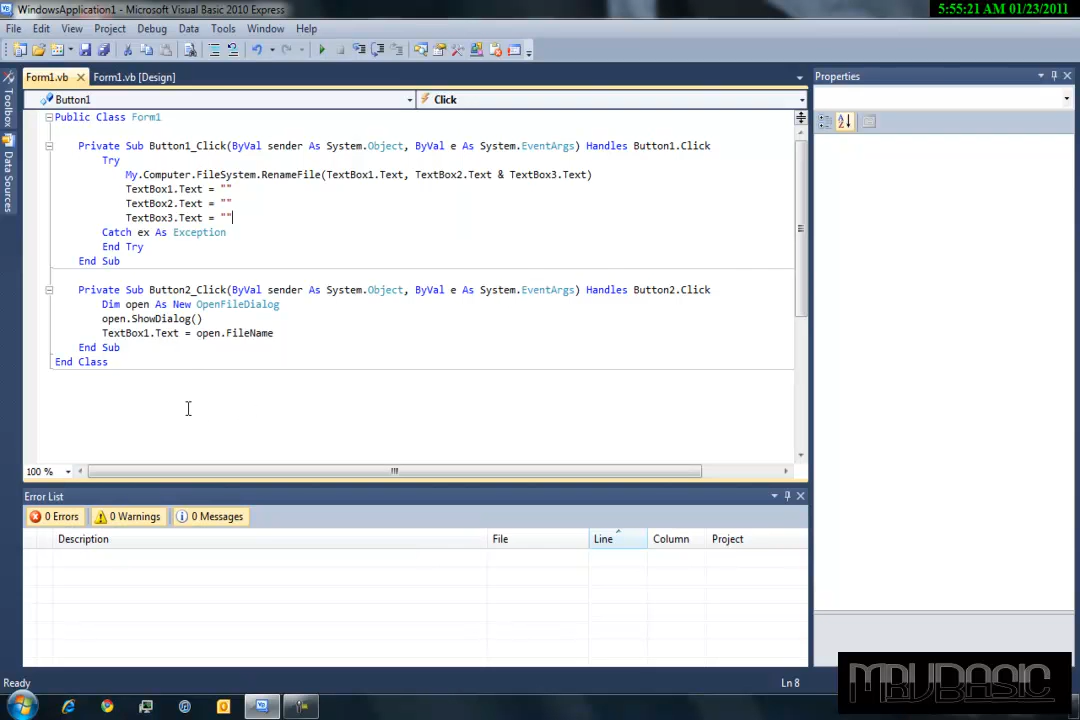 WindowsApplication1 - Microsoft Visual Basic 2010 Express
5:55:21 AM 01/23/2011
File Edit View Project Debug Data Tools Window Help
Form1.vb Form1.vb [Design]
Properties
Toolbox
Data Sources
Button1 Click
Public Class Form1
Private Sub Button1_Click(ByVal sender As System.Object, ByVal e As System.EventArgs) Handles Button1.Click
Try
My.Computer.FileSystem.RenameFile(TextBox1.Text, TextBox2.Text & TextBox3.Text)
TextBox1.Text = ""
TextBox2.Text = ""
TextBox3.Text = ""
Catch ex As Exception
End Try
End Sub
Private Sub Button2_Click(ByVal sender As System.Object, ByVal e As System.EventArgs) Handles Button2.Click
Dim open As New OpenFileDialog
open.ShowDialog()
TextBox1.Text = open.FileName
End Sub
End Class
100 %
Error List
0 Errors 0 Warnings 0 Messages
Description File Line Column Project
Ready Ln 8
MRVBASIC